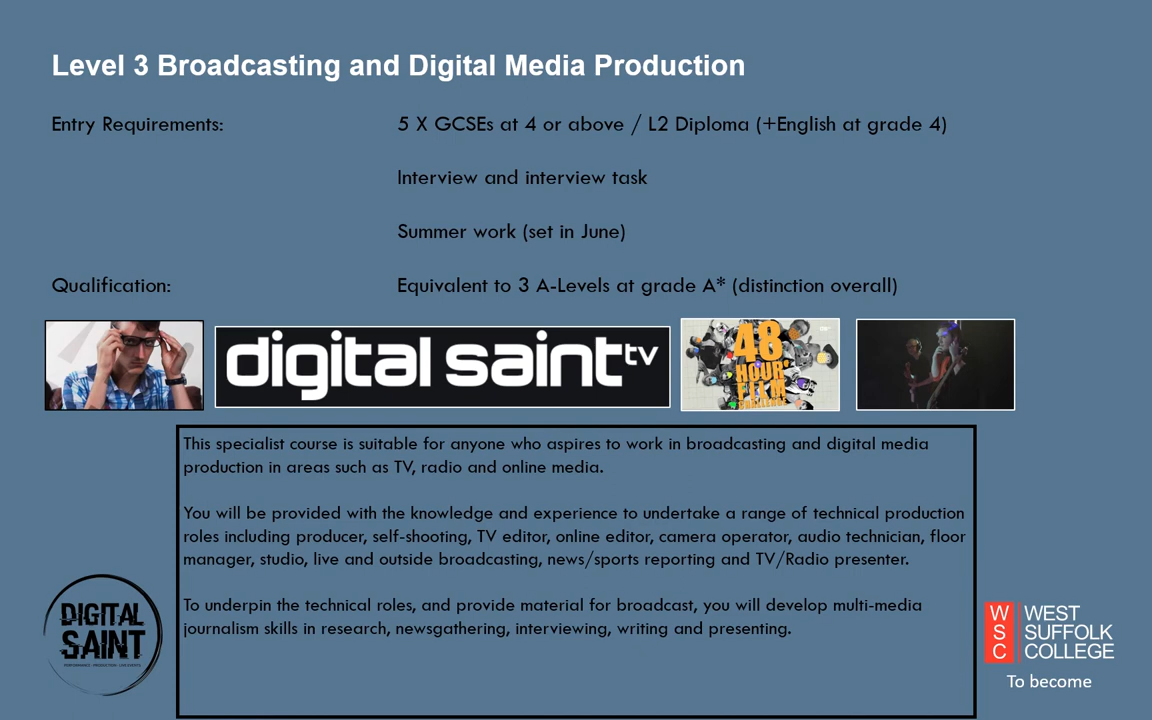 Level 3 Broadcasting and Digital Media Production
Entry Requirements: 5 X GCSEs at 4 or above / L2 Diploma (+English at grade 4)
Interview and interview task
Summer work (set in June)
Qualification: Equivalent to 3 A-Levels at grade A* (distinction overall)
digital saint tv
48
HOUR
FILM
CHALLENGE
This specialist course is suitable for anyone who aspires to work in broadcasting and digital media
production in areas such as TV, radio and online media.
You will be provided with the knowledge and experience to undertake a range of technical production
roles including producer, self-shooting, TV editor, online editor, camera operator, audio technician, floor
manager, studio, live and outside broadcasting, news/sports reporting and TV/Radio presenter.
To underpin the technical roles, and provide material for broadcast, you will develop multi-media
journalism skills in research, newsgathering, interviewing, writing and presenting.
DIGITAL
SAINT
PERFORMANCE | PRODUCTION | LIVE EVENTS
W WEST
S SUFFOLK
C COLLEGE
To become